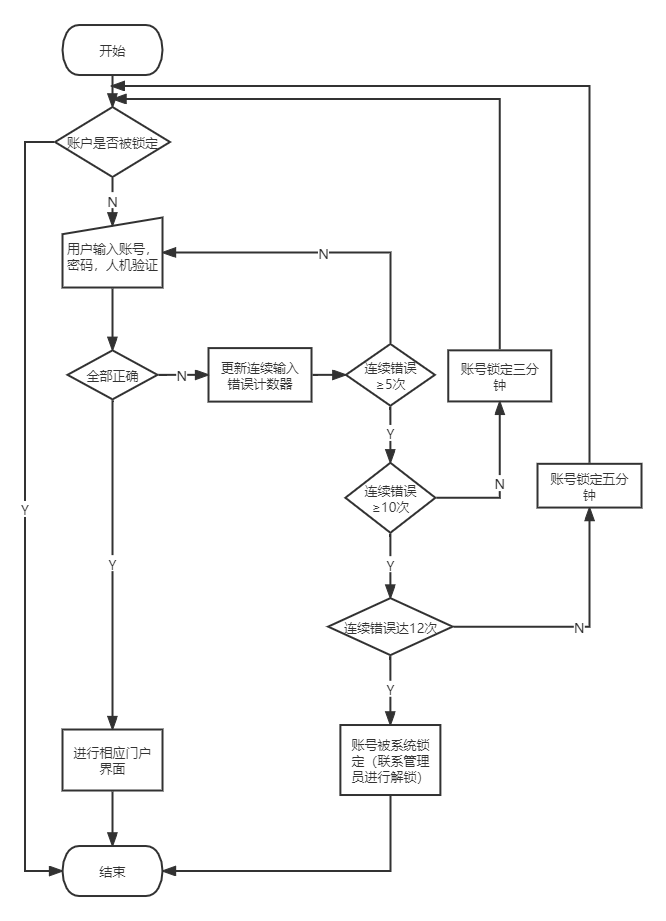 开始
账户是否被锁定
N
用户输入账号，
密码，人机验证
N
全部正确
N
更新连续输入
错误计数器
连续错误
≥5次
账号锁定三分
钟
Y
连续错误
≥10次
N
账号锁定五分
钟
Y
Y
Y
连续错误达12次
N
Y
进行相应门户
界面
账号被系统锁
定（联系管理
员进行解锁）
结束